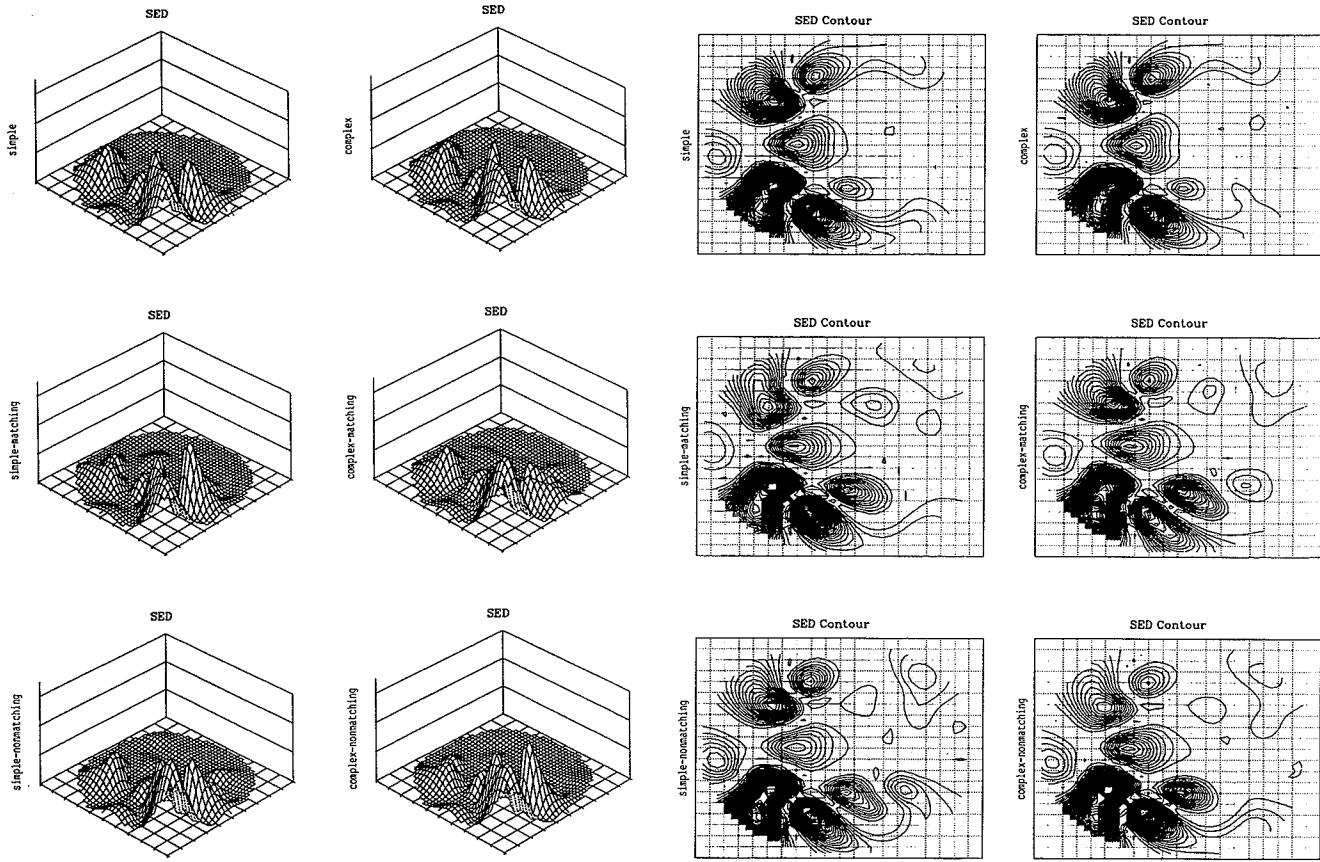 SED
SED
SED Contour
SED Contour
simple
complex
simple
complex
SED
SED
SED Contour
SED Contour
simple-matching
complex-matching
simple-matching
complex-matching
SED
SED
SED Contour
SED Contour
simple-nonmatching
complex-nonmatching
simple-nonmatching
complex-nonmatching